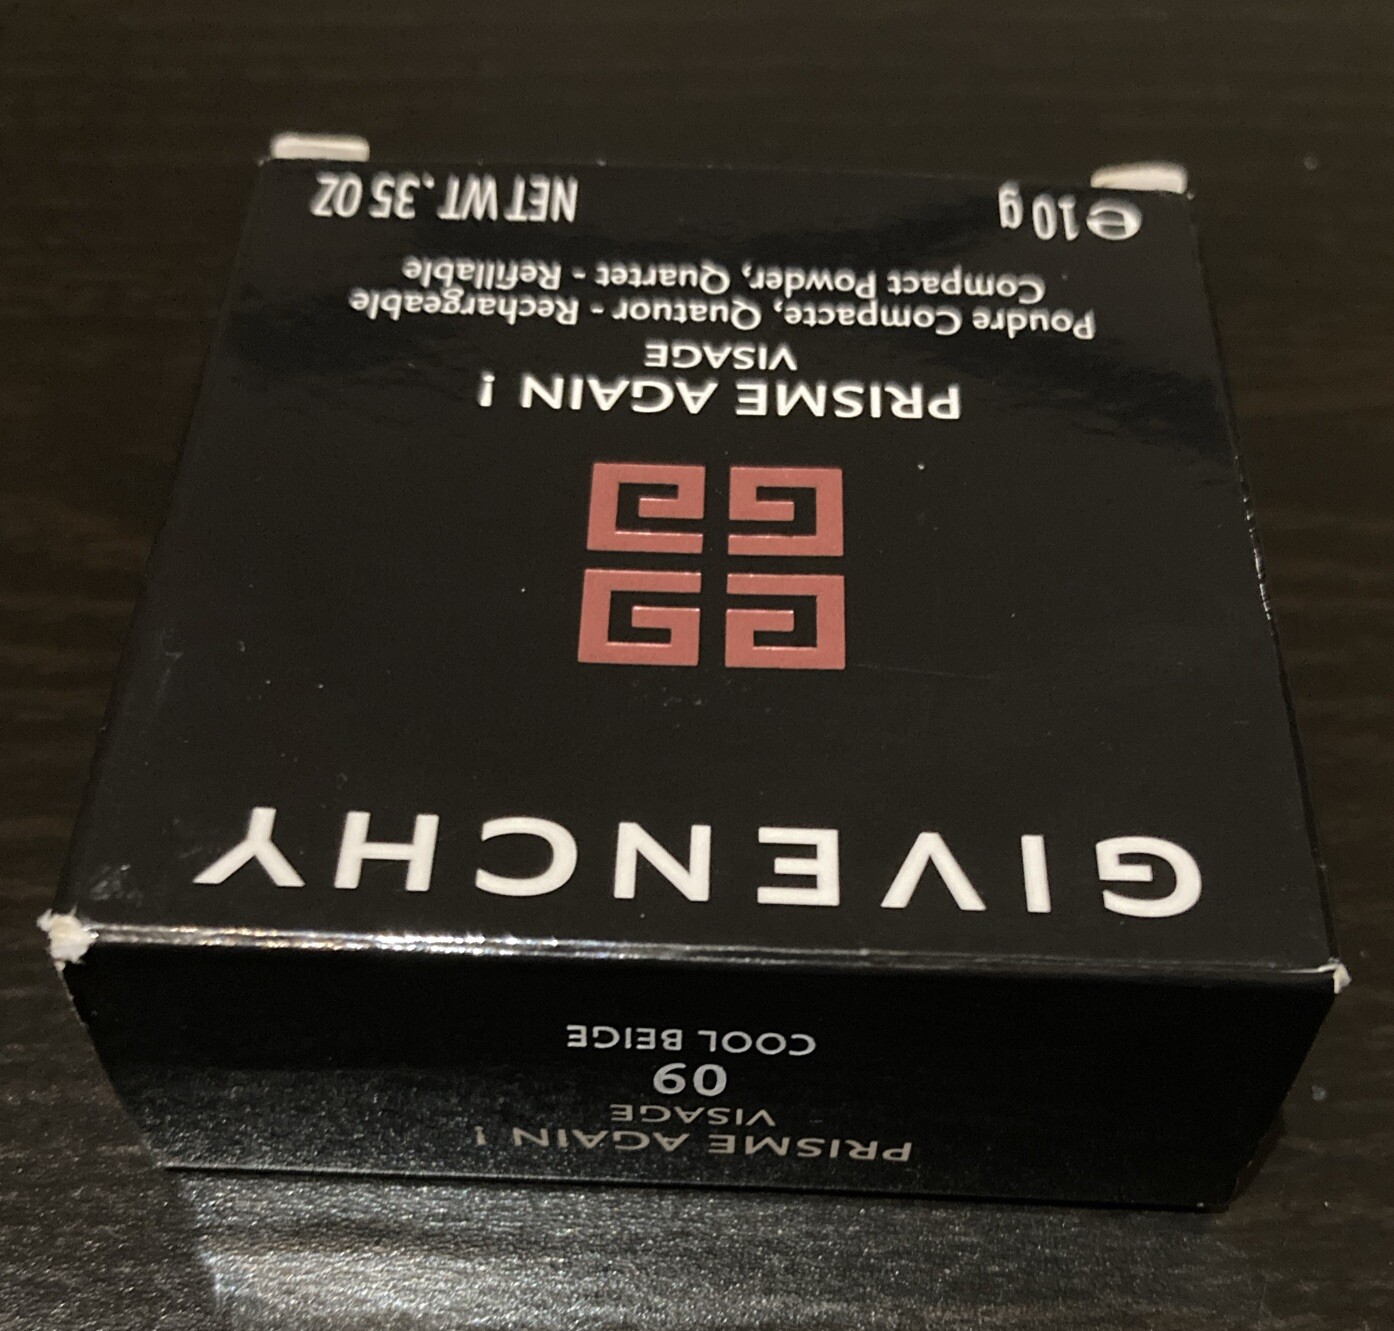 PRISME AGAIN !
VISAGE
09
COOL BEIGE
GIVENCHY
PRISME AGAIN !
VISAGE
Poudre Compacte, Quatuor - Rechargeable
Compact Powder, Quartet - Refillable
℮10 g NET WT .35 OZ